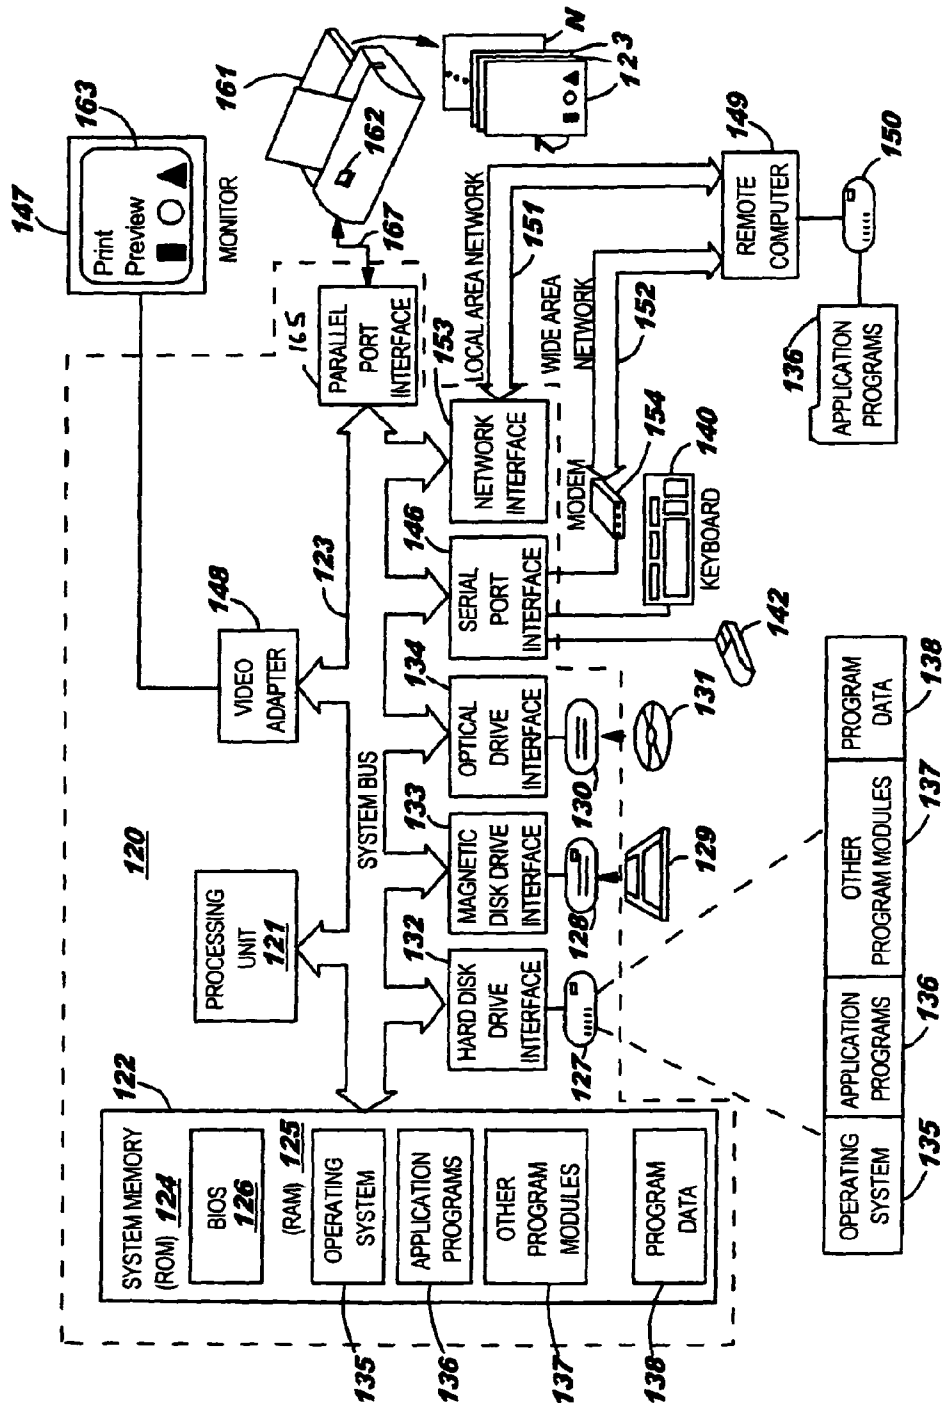 120
SYSTEM MEMORY
(ROM) 124
122
BIOS
126
(RAM) 125
OPERATING
SYSTEM
135
APPLICATION
PROGRAMS
136
OTHER
PROGRAM
MODULES
137
PROGRAM
DATA
138
PROCESSING
UNIT
121
VIDEO
ADAPTER
148
SYSTEM BUS
123
147
Print
Preview
163
MONITOR
161
162
167
N
3
2
1
7
165
PARALLEL
PORT
INTERFACE
HARD DISK
DRIVE
INTERFACE
132
MAGNETIC
DISK DRIVE
INTERFACE
133
OPTICAL
DRIVE
INTERFACE
134
SERIAL
PORT
INTERFACE
146
NETWORK
INTERFACE
153
LOCAL AREA NETWORK
151
WIDE AREA
NETWORK
152
127
128
129
130
131
MODEM
154
KEYBOARD
140
142
REMOTE
COMPUTER
149
150
136
APPLICATION
PROGRAMS
OPERATING
SYSTEM
135
APPLICATION
PROGRAMS
136
OTHER
PROGRAM MODULES
137
PROGRAM
DATA
138